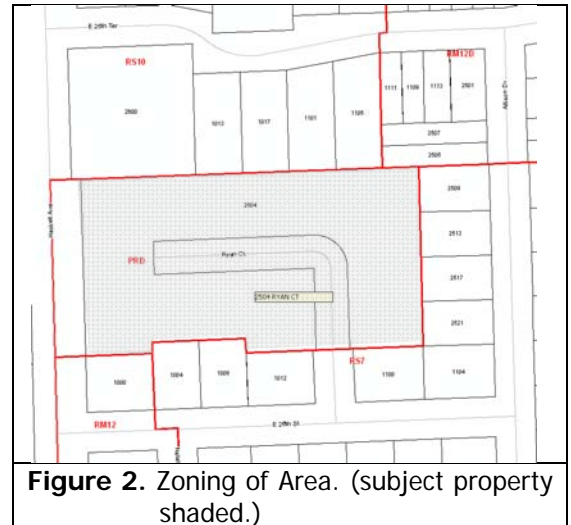 E 25th Ter
RS10
RM12D
2500
1013
1017
1101
1105
1111
1109
1113
2501
2507
2505
2504
2509
Ryan Ct
PRD
2513
2504 RYAN CT
2517
2521
RS7
1000
1004
1012
1100
1104
RM12
E 26th St
Figure 2. Zoning of Area. (subject property
shaded.)